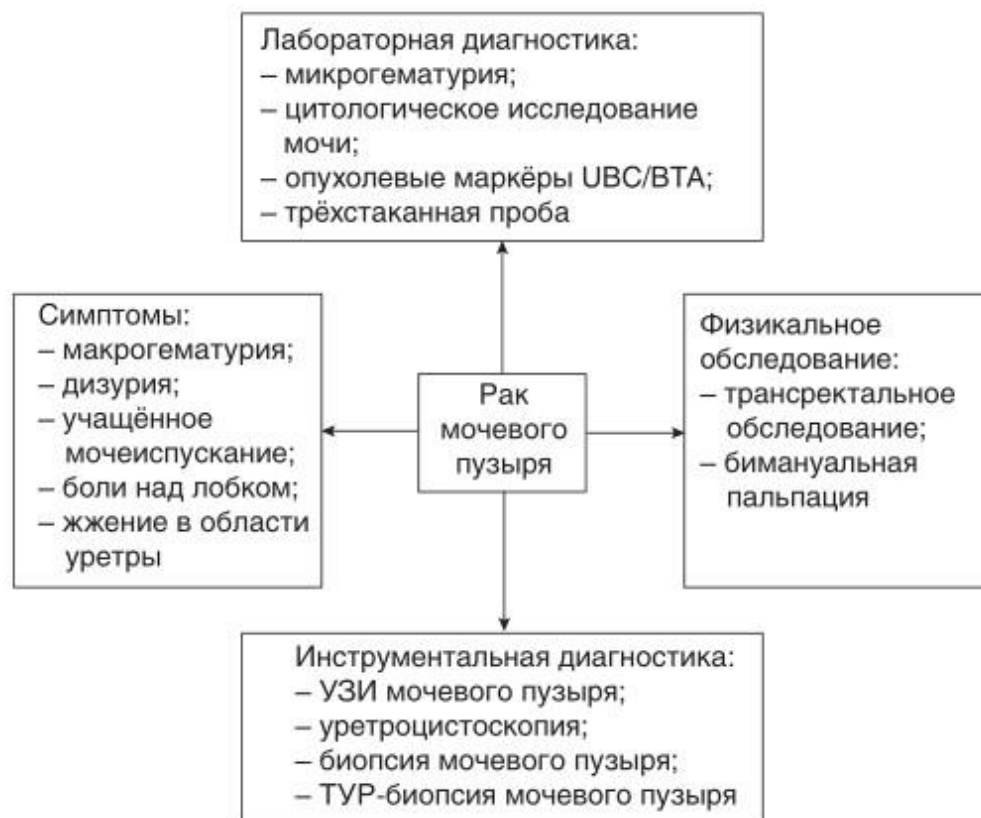 Лабораторная диагностика:
– микрогематурия;
– цитологическое исследование
мочи;
– опухолевые маркёры UBC/BTA;
– трёхстаканная проба
Симптомы:
– макрогематурия;
– дизурия;
– учащённое
мочеиспускание;
– боли над лобком;
– жжение в области
уретры
Рак
мочевого
пузыря
Физикальное
обследование:
– трансректальное
обследование;
– бимануальная
пальпация
Инструментальная диагностика:
– УЗИ мочевого пузыря;
– уретроцистоскопия;
– биопсия мочевого пузыря;
– ТУР-биопсия мочевого пузыря